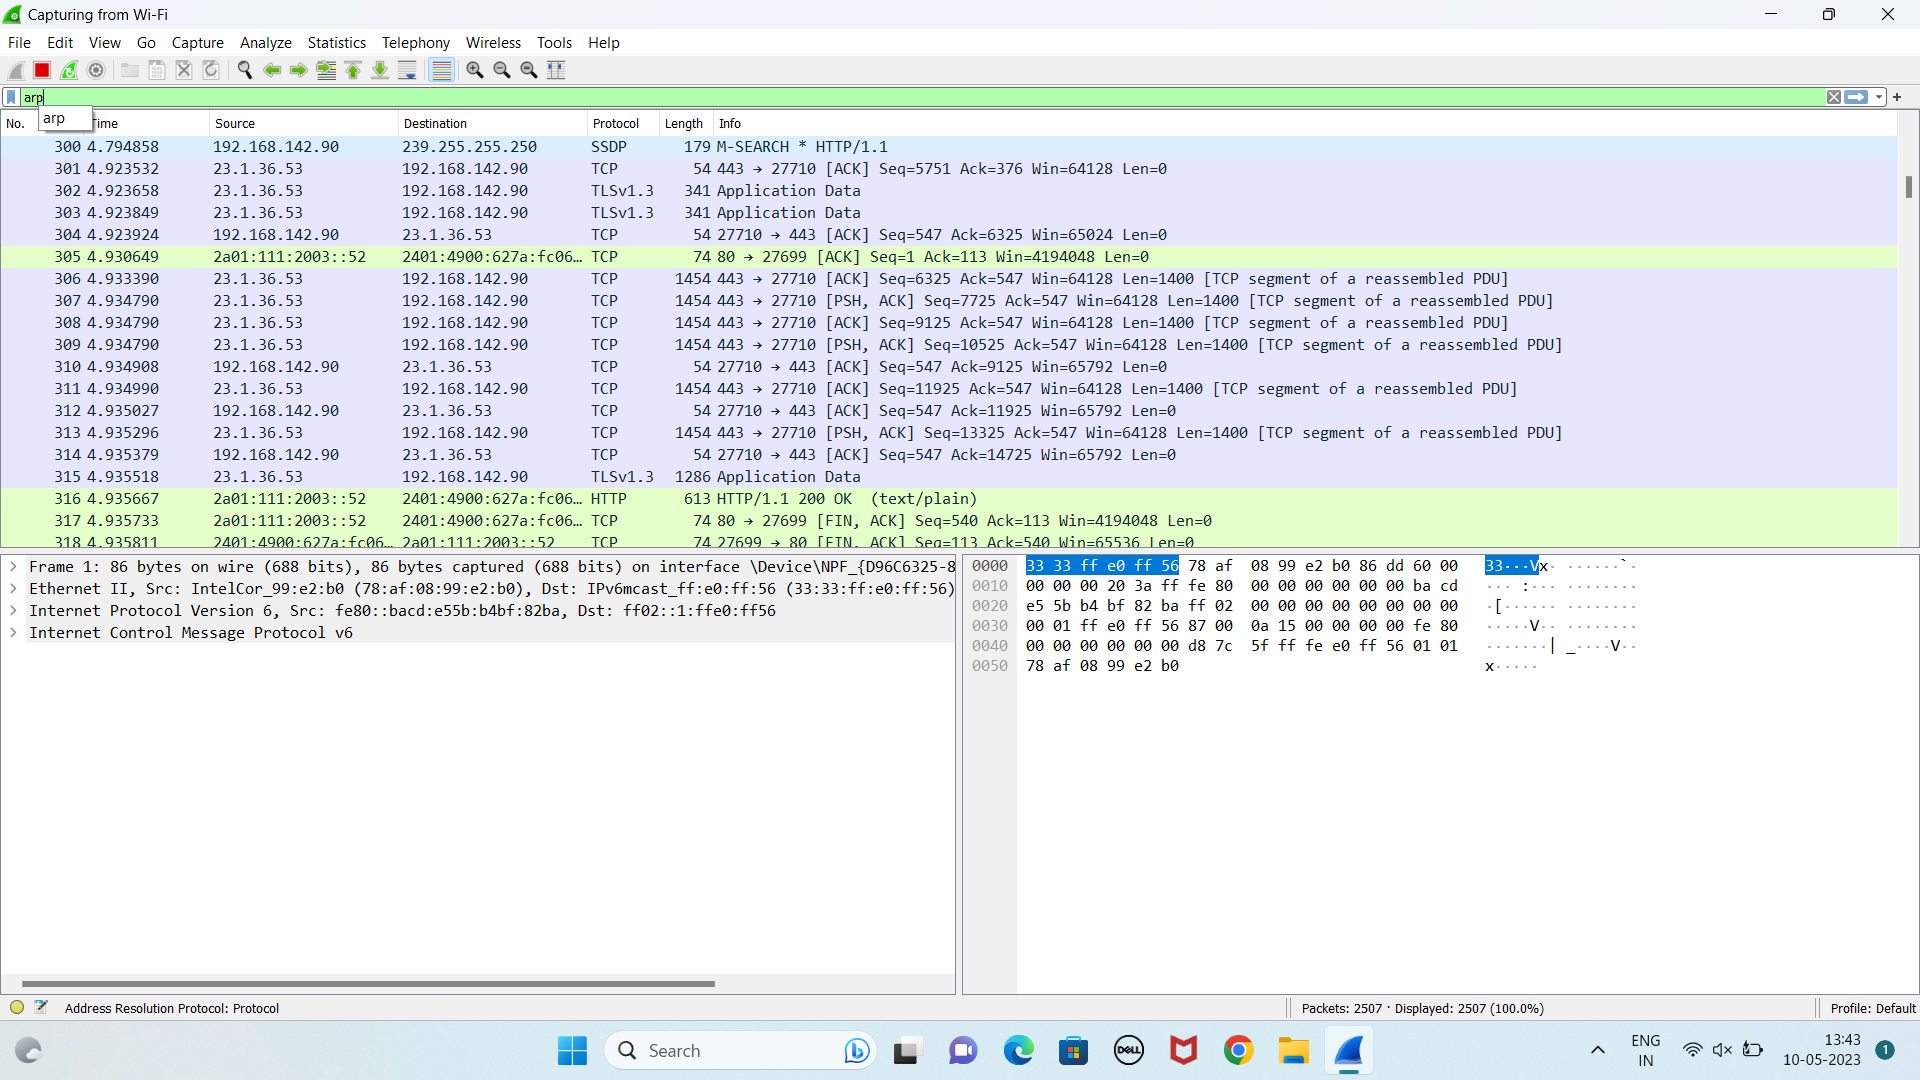 Capturing from Wi-Fi
File Edit View Go Capture Analyze Statistics Telephony Wireless Tools Help
arp
arp
No. Time Source Destination Protocol Length Info
300 4.794858 192.168.142.90 239.255.255.250 SSDP 179 M-SEARCH * HTTP/1.1
301 4.923532 23.1.36.53 192.168.142.90 TCP 54 443 → 27710 [ACK] Seq=5751 Ack=376 Win=64128 Len=0
302 4.923658 23.1.36.53 192.168.142.90 TLSv1.3 341 Application Data
303 4.923849 23.1.36.53 192.168.142.90 TLSv1.3 341 Application Data
304 4.923924 192.168.142.90 23.1.36.53 TCP 54 27710 → 443 [ACK] Seq=547 Ack=6325 Win=65024 Len=0
305 4.930649 2a01:111:2003::52 2401:4900:627a:fc06… TCP 74 80 → 27699 [ACK] Seq=1 Ack=113 Win=4194048 Len=0
306 4.933390 23.1.36.53 192.168.142.90 TCP 1454 443 → 27710 [ACK] Seq=6325 Ack=547 Win=64128 Len=1400 [TCP segment of a reassembled PDU]
307 4.934790 23.1.36.53 192.168.142.90 TCP 1454 443 → 27710 [PSH, ACK] Seq=7725 Ack=547 Win=64128 Len=1400 [TCP segment of a reassembled PDU]
308 4.934790 23.1.36.53 192.168.142.90 TCP 1454 443 → 27710 [ACK] Seq=9125 Ack=547 Win=64128 Len=1400 [TCP segment of a reassembled PDU]
309 4.934790 23.1.36.53 192.168.142.90 TCP 1454 443 → 27710 [PSH, ACK] Seq=10525 Ack=547 Win=64128 Len=1400 [TCP segment of a reassembled PDU]
310 4.934908 192.168.142.90 23.1.36.53 TCP 54 27710 → 443 [ACK] Seq=547 Ack=9125 Win=65792 Len=0
311 4.934990 23.1.36.53 192.168.142.90 TCP 1454 443 → 27710 [ACK] Seq=11925 Ack=547 Win=64128 Len=1400 [TCP segment of a reassembled PDU]
312 4.935027 192.168.142.90 23.1.36.53 TCP 54 27710 → 443 [ACK] Seq=547 Ack=11925 Win=65792 Len=0
313 4.935296 23.1.36.53 192.168.142.90 TCP 1454 443 → 27710 [PSH, ACK] Seq=13325 Ack=547 Win=64128 Len=1400 [TCP segment of a reassembled PDU]
314 4.935379 192.168.142.90 23.1.36.53 TCP 54 27710 → 443 [ACK] Seq=547 Ack=14725 Win=65792 Len=0
315 4.935518 23.1.36.53 192.168.142.90 TLSv1.3 1286 Application Data
316 4.935667 2a01:111:2003::52 2401:4900:627a:fc06… HTTP 613 HTTP/1.1 200 OK (text/plain)
317 4.935733 2a01:111:2003::52 2401:4900:627a:fc06… TCP 74 80 → 27699 [FIN, ACK] Seq=540 Ack=113 Win=4194048 Len=0
318 4.935811 2401:4900:627a:fc06… 2a01:111:2003::52 TCP 74 27699 → 80 [FIN, ACK] Seq=113 Ack=540 Win=65536 Len=0
Frame 1: 86 bytes on wire (688 bits), 86 bytes captured (688 bits) on interface \Device\NPF_{D96C6325-8
Ethernet II, Src: IntelCor_99:e2:b0 (78:af:08:99:e2:b0), Dst: IPv6mcast_ff:e0:ff:56 (33:33:ff:e0:ff:56)
Internet Protocol Version 6, Src: fe80::bacd:e55b:b4bf:82ba, Dst: ff02::1:ffe0:ff56
Internet Control Message Protocol v6
0000 33 33 ff e0 ff 56 78 af 08 99 e2 b0 86 dd 60 00 33···Vx· ······`·
0010 00 00 00 20 3a ff fe 80 00 00 00 00 00 00 ba cd ··· :··· ········
0020 e5 5b b4 bf 82 ba ff 02 00 00 00 00 00 00 00 00 ·[······ ········
0030 00 01 ff e0 ff 56 87 00 0a 15 00 00 00 00 fe 80 ·····V·· ········
0040 00 00 00 00 00 00 d8 7c 5f ff fe e0 ff 56 01 01 ·······| _····V··
0050 78 af 08 99 e2 b0 x·····
Address Resolution Protocol: Protocol
Packets: 2507 · Displayed: 2507 (100.0%)
Profile: Default
Search
DELL
ENG
IN
13:43
10-05-2023
1